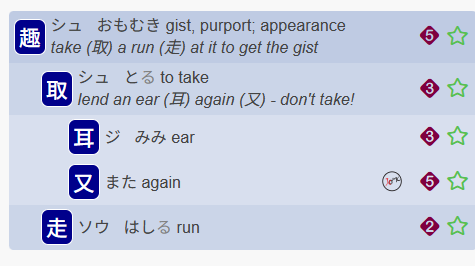 趣 シュ おもむき gist, purport; appearance 5
take (取) a run (走) at it to get the gist
取 シュ とる to take 3
lend an ear (耳) again (又) - don't take!
耳 ジ みみ ear 3
又 また again 5
走 ソウ はしる run 2